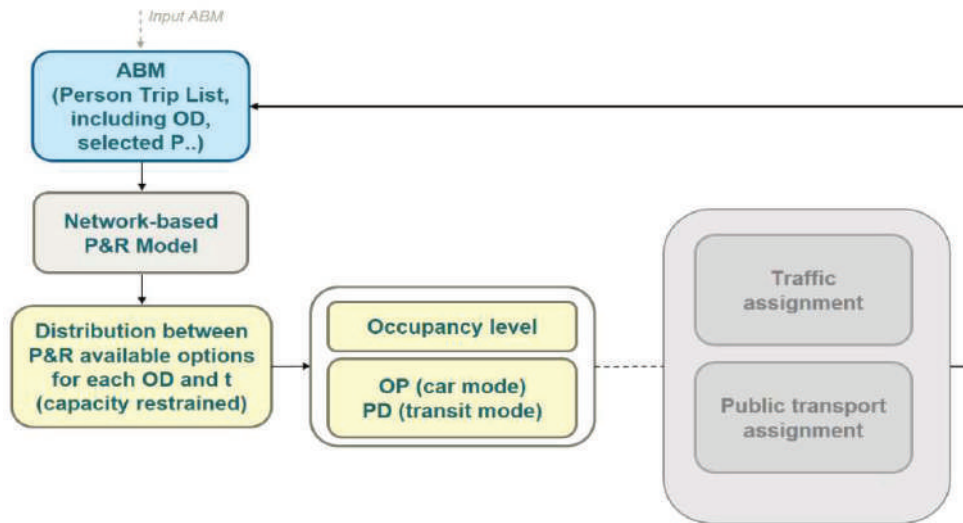 Input ABM
ABM
(Person Trip List,
including OD,
selected P..)
Network-based
P&R Model
Distribution between
P&R available options
for each OD and t
(capacity restrained)
Occupancy level
OP (car mode)
PD (transit mode)
Traffic
assignment
Public transport
assignment